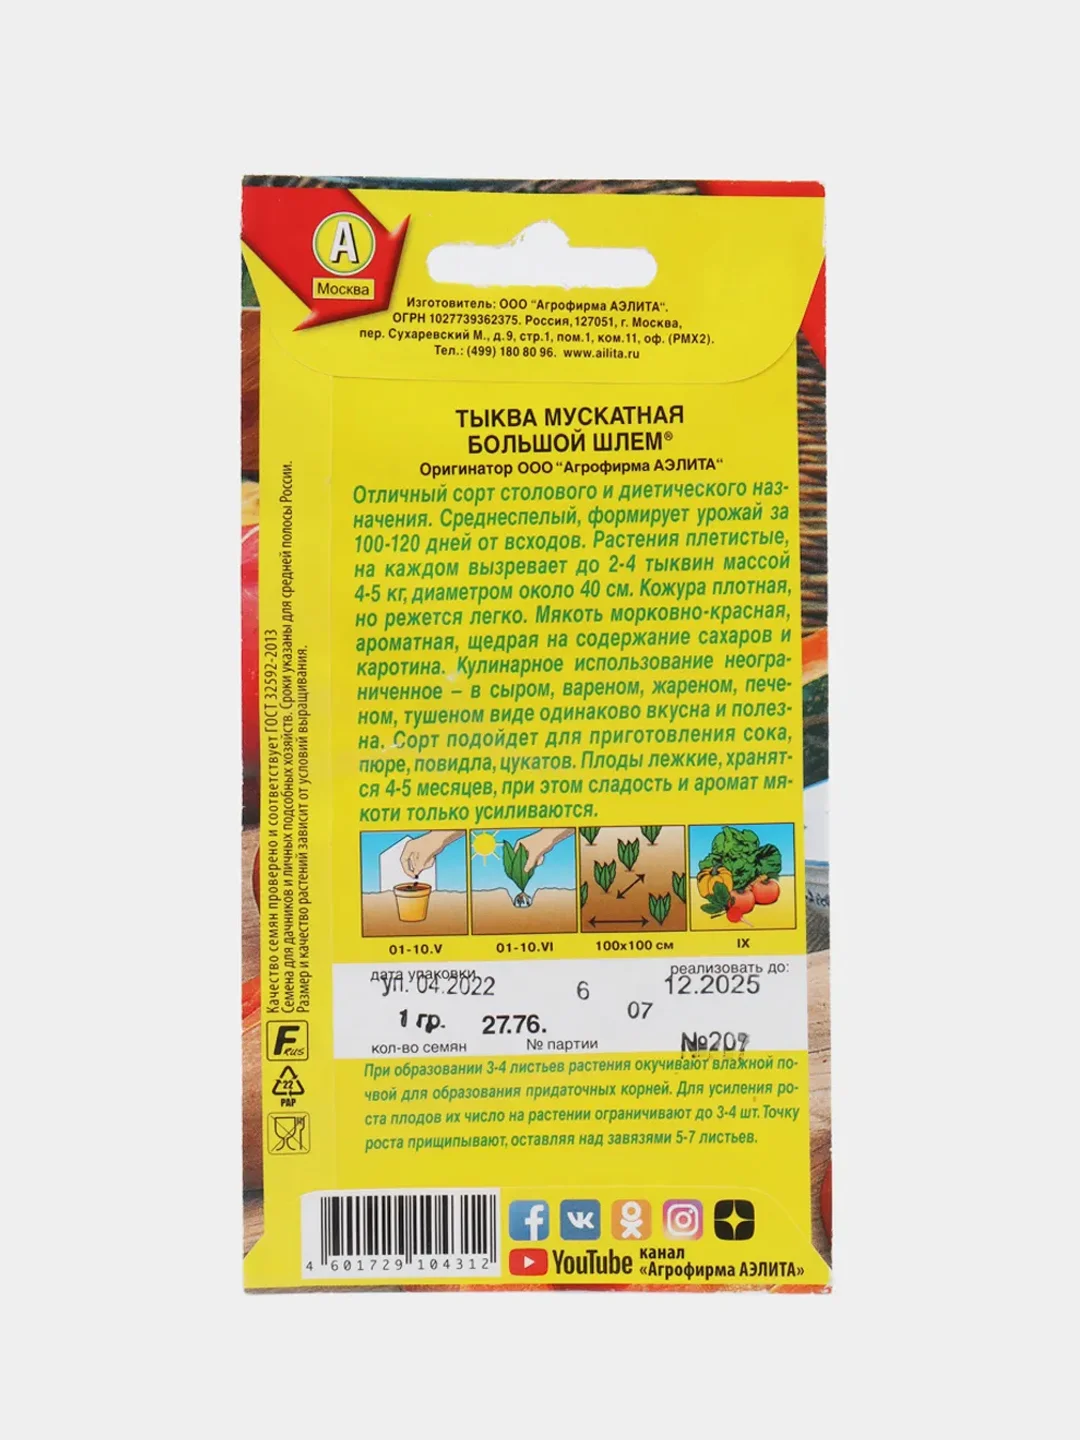 А
Москва
Изготовитель: ООО "Агрофирма АЭЛИТА".
ОГРН 1027739362375. Россия, 127051, г. Москва,
пер. Сухаревский М., д.9, стр.1, пом.1, ком.11, оф. (РМХ2).
Тел.: (499) 180 80 96. www.ailita.ru
ТЫКВА МУСКАТНАЯ
БОЛЬШОЙ ШЛЕМ®
Оригинатор ООО "Агрофирма АЭЛИТА"
Отличный сорт столового и диетического наз-
начения. Среднеспелый, формирует урожай за
100-120 дней от всходов. Растения плетистые,
на каждом вызревает до 2-4 тыквин массой
4-5 кг, диаметром около 40 см. Кожура плотная,
но режется легко. Мякоть морковно-красная,
ароматная, щедрая на содержание сахаров и
каротина. Кулинарное использование неогра-
ниченное – в сыром, вареном, жареном, пече-
ном, тушеном виде одинаково вкусна и полез-
на. Сорт подойдет для приготовления сока,
пюре, повидла, цукатов. Плоды лежкие, хранят-
ся 4-5 месяцев, при этом сладость и аромат мя-
коти только усиливаются.
01-10.V
01-10.VI
100х100 см
IX
дата упаковки
реализовать до:
уп. 04.2022
6
12.2025
07
1 гр.
27.76.
№209
кол-во семян
№ партии
При образовании 3-4 листьев растения окучивают влажной по-
чвой для образования придаточных корней. Для усиления ро-
ста плодов их число на растении ограничивают до 3-4 шт. Точку
роста прищипывают, оставляя над завязями 5-7 листьев.
Качество семян проверено и соответствует ГОСТ 32592-2013
Семена для дачников и личных подсобных хозяйств. Сроки указаны для средней полосы России.
Размер и качество растений зависит от условий выращивания.
F RUS
22
PAP
4 601729 104312
YouTube
канал
«Агрофирма АЭЛИТА»